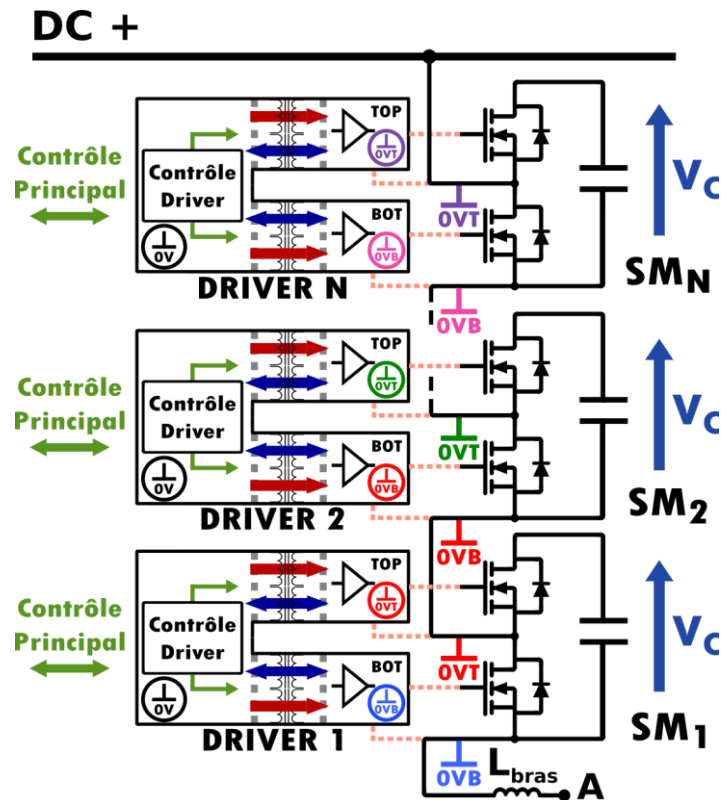 DC +
TOP
0VT
Contrôle
Principal
Contrôle
Driver
0V
BOT
0VB
DRIVER N
0VT
0VB
VC
SMN
TOP
0VT
Contrôle
Principal
Contrôle
Driver
0V
BOT
0VB
DRIVER 2
0VT
0VB
VC
SM2
TOP
0VT
Contrôle
Principal
Contrôle
Driver
0V
BOT
0VB
DRIVER 1
0VT
0VB
VC
SM1
Lbras
A